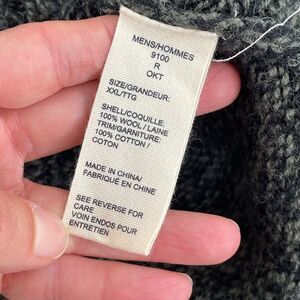 MENS/HOMMES
9100
R
OKT
SIZE/GRANDEUR:
XXL/TTG
SHELL/COQUILLE:
100% WOOL / LAINE
TRIM/GARNITURE:
100% COTTON /
COTON
MADE IN CHINA/
FABRIQUÉ EN CHINE
SEE REVERSE FOR
CARE
VOIN ENDOS POUR
ENTRETIEN